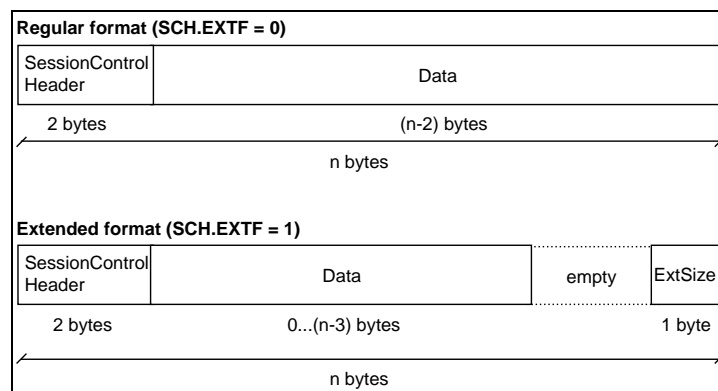 Regular format (SCH.EXTF = 0)
SessionControl
Header
Data
2 bytes
(n-2) bytes
n bytes
Extended format (SCH.EXTF = 1)
SessionControl
Header
Data
empty
ExtSize
2 bytes
0...(n-3) bytes
1 byte
n bytes